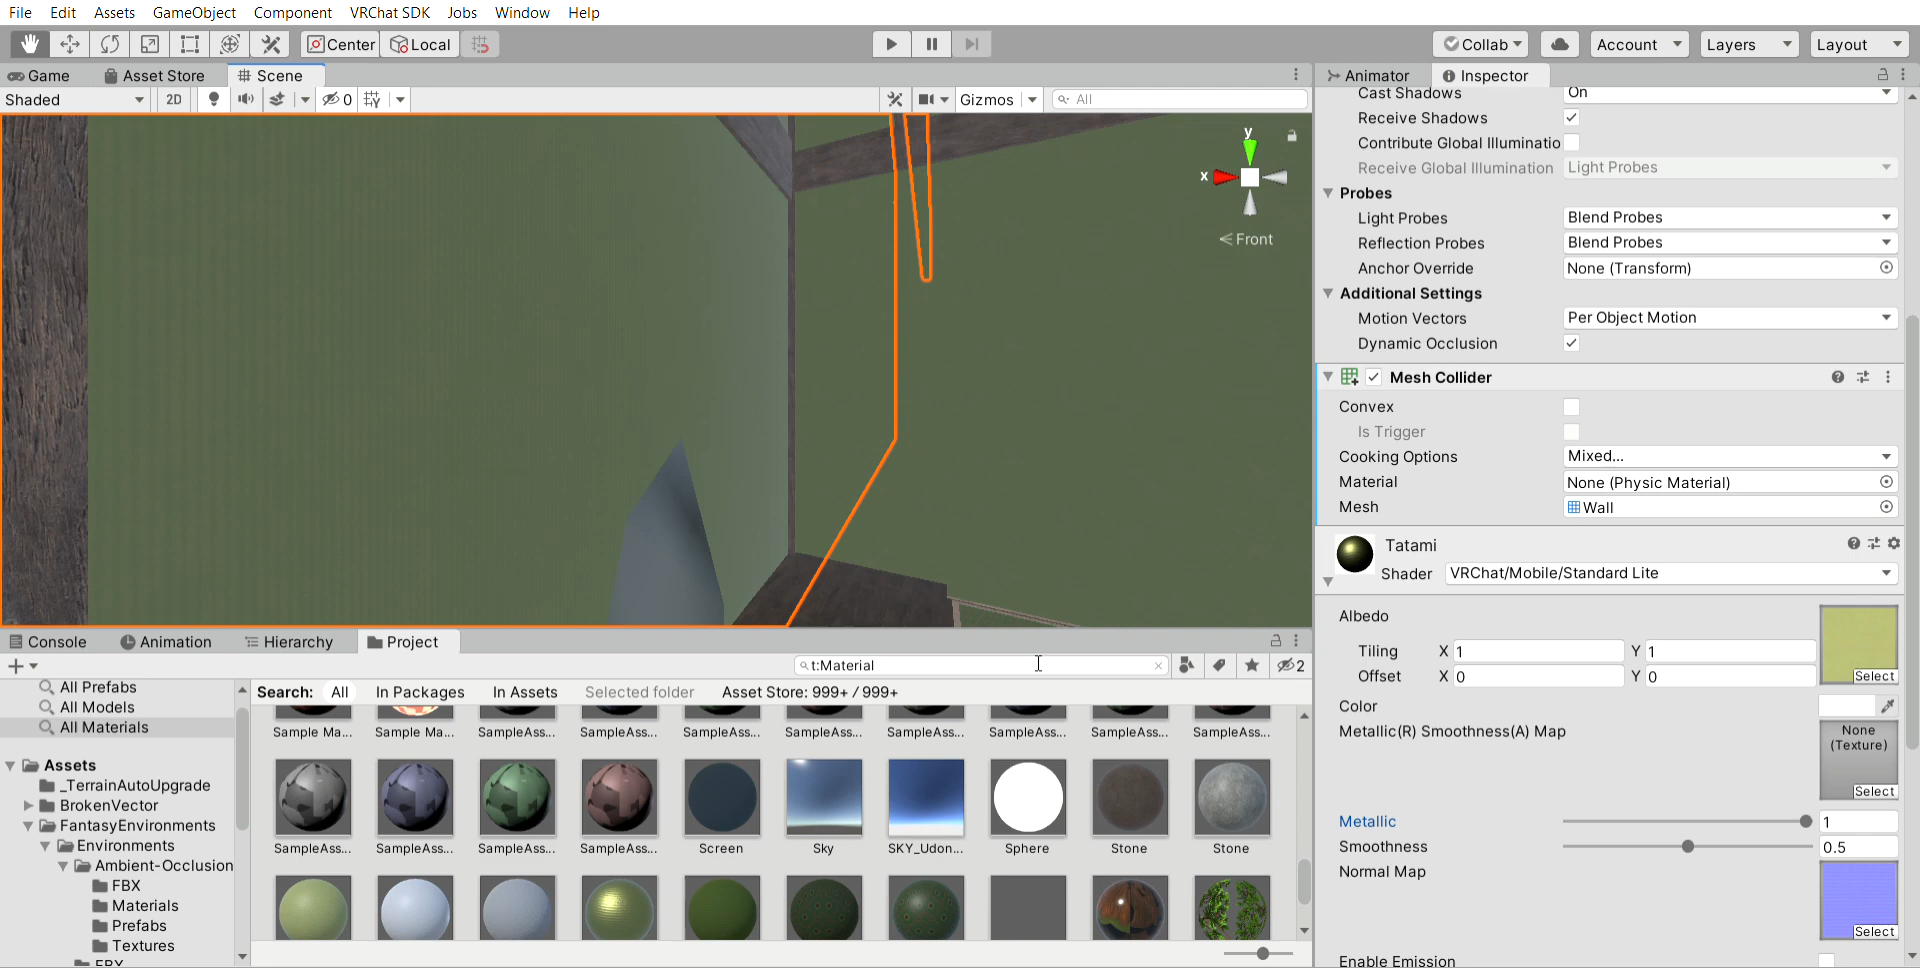 File Edit Assets GameObject Component VRChat SDK Jobs Window Help
Center Local Collab Account Layers Layout
Game Asset Store Scene Animator Inspector
Shaded 2D 0 Gizmos All
y
x
Front
Cast Shadows On
Receive Shadows
Contribute Global Illuminatio
Receive Global Illumination Light Probes
Probes
Light Probes Blend Probes
Reflection Probes Blend Probes
Anchor Override None (Transform)
Additional Settings
Motion Vectors Per Object Motion
Dynamic Occlusion
Mesh Collider
Convex
Is Trigger
Cooking Options Mixed...
Material None (Physic Material)
Mesh Wall
Tatami
Shader VRChat/Mobile/Standard Lite
Albedo
Tiling X 1 Y 1
Offset X 0 Y 0
Select
Color
Metallic(R) Smoothness(A) Map
None
(Texture)
Select
Metallic 1
Smoothness 0.5
Normal Map
Select
Enable Emission
Console Animation Hierarchy Project
t:Material 2
All Prefabs
All Models
All Materials
Assets
_TerrainAutoUpgrade
BrokenVector
FantasyEnvironments
Environments
Ambient-Occlusion
FBX
Materials
Prefabs
Textures
FBX
Search: All In Packages In Assets Selected folder Asset Store: 999+ / 999+
Sample Ma... Sample Ma... SampleAss... SampleAss... SampleAss... SampleAss... SampleAss... SampleAss... SampleAss... SampleAss...
SampleAss... SampleAss... SampleAss... SampleAss... Screen Sky SKY_Udon... Sphere Stone Stone